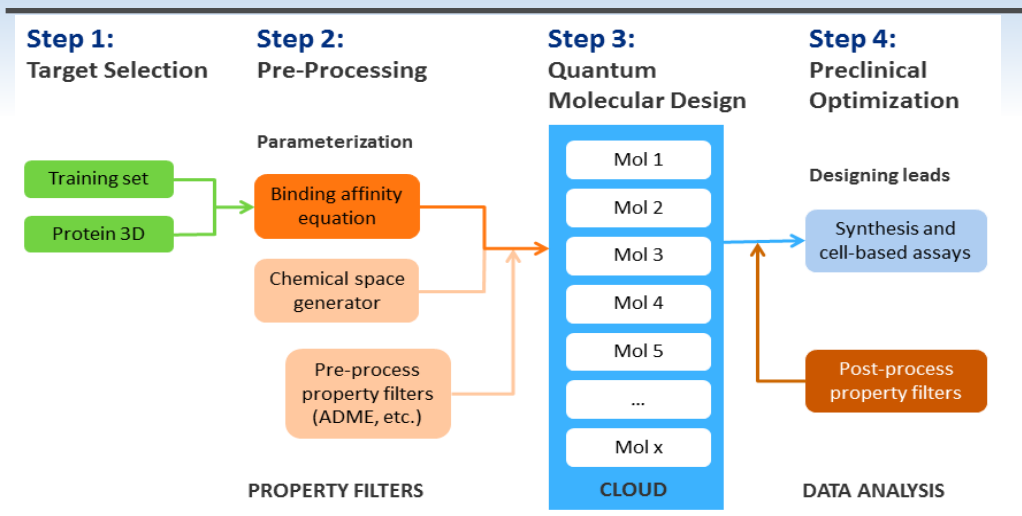 Step 1:
Target Selection
Step 2:
Pre-Processing
Step 3:
Quantum
Molecular Design
Step 4:
Preclinical
Optimization
Parameterization
Training set
Protein 3D
Binding affinity
equation
Chemical space
generator
Pre-process
property filters
(ADME, etc.)
Mol 1
Mol 2
Mol 3
Mol 4
Mol 5
...
Mol x
Designing leads
Synthesis and
cell-based assays
Post-process
property filters
PROPERTY FILTERS
CLOUD
DATA ANALYSIS